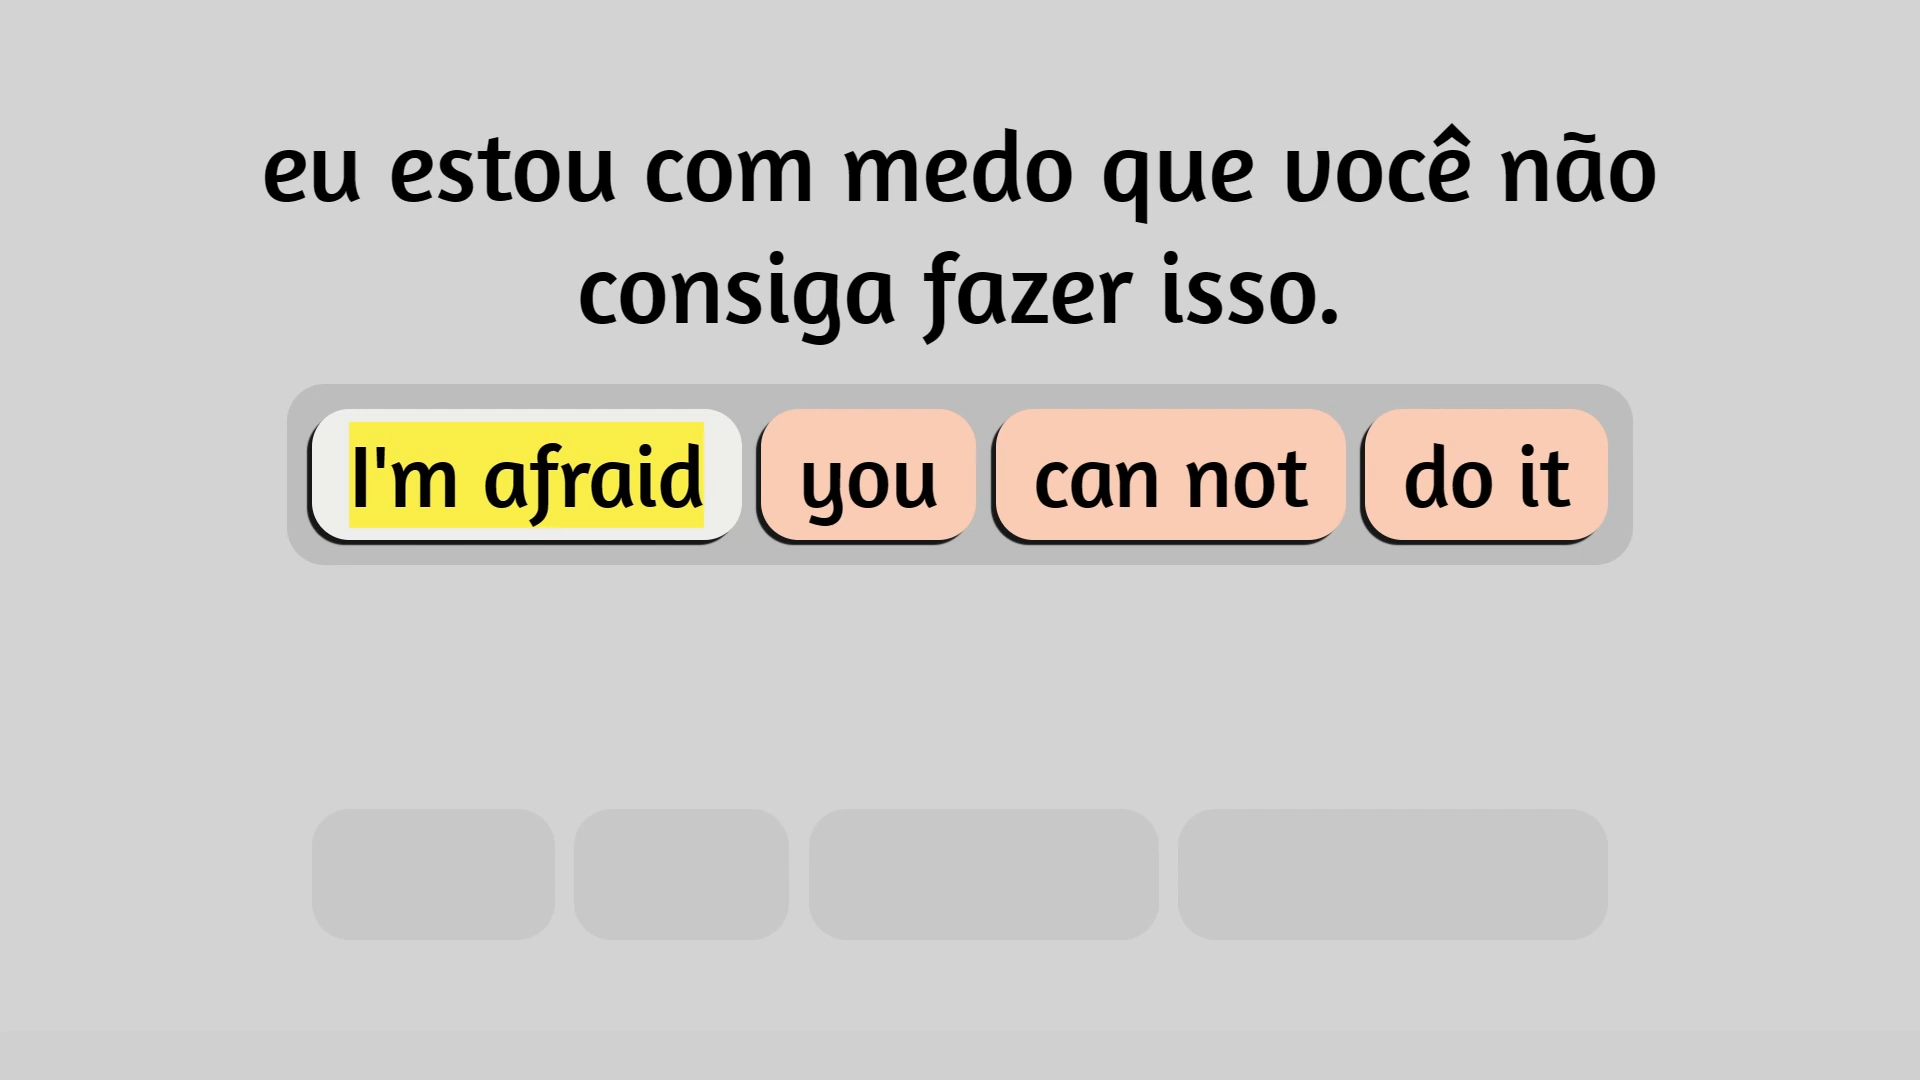 eu estou com medo que você não
consiga fazer isso.
I'm afraid you can not do it